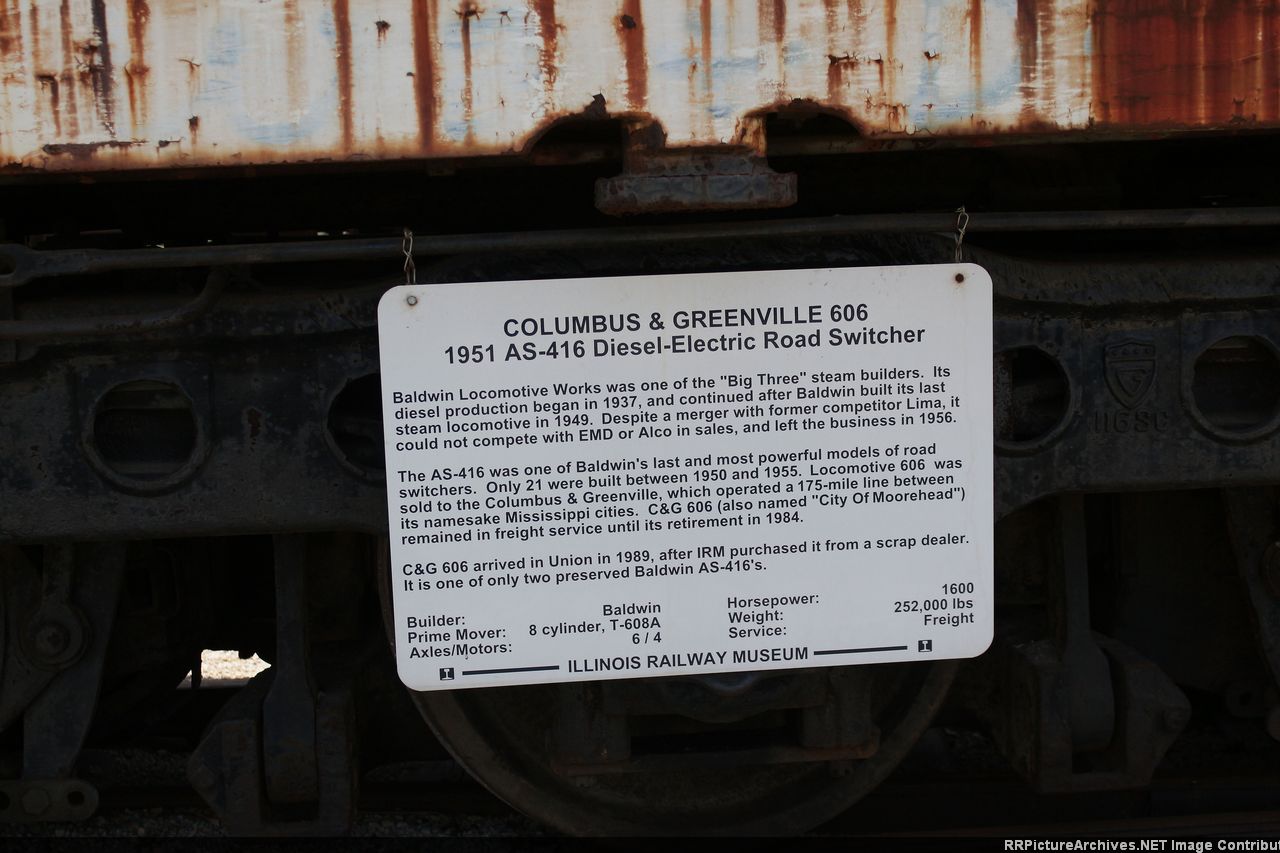 COLUMBUS & GREENVILLE 606
1951 AS-416 Diesel-Electric Road Switcher
Baldwin Locomotive Works was one of the "Big Three" steam builders. Its
diesel production began in 1937, and continued after Baldwin built its last
steam locomotive in 1949. Despite a merger with former competitor Lima, it
could not compete with EMD or Alco in sales, and left the business in 1956.
The AS-416 was one of Baldwin's last and most powerful models of road
switchers. Only 21 were built between 1950 and 1955. Locomotive 606 was
sold to the Columbus & Greenville, which operated a 175-mile line between
its namesake Mississippi cities. C&G 606 (also named "City Of Moorehead")
remained in freight service until its retirement in 1984.
C&G 606 arrived in Union in 1989, after IRM purchased it from a scrap dealer.
It is one of only two preserved Baldwin AS-416's.
Builder: Baldwin Horsepower: 1600
Prime Mover: 8 cylinder, T-608A Weight: 252,000 lbs
Axles/Motors: 6 / 4 Service: Freight
ILLINOIS RAILWAY MUSEUM
G
116SC
RRPictureArchives.NET Image Contribu